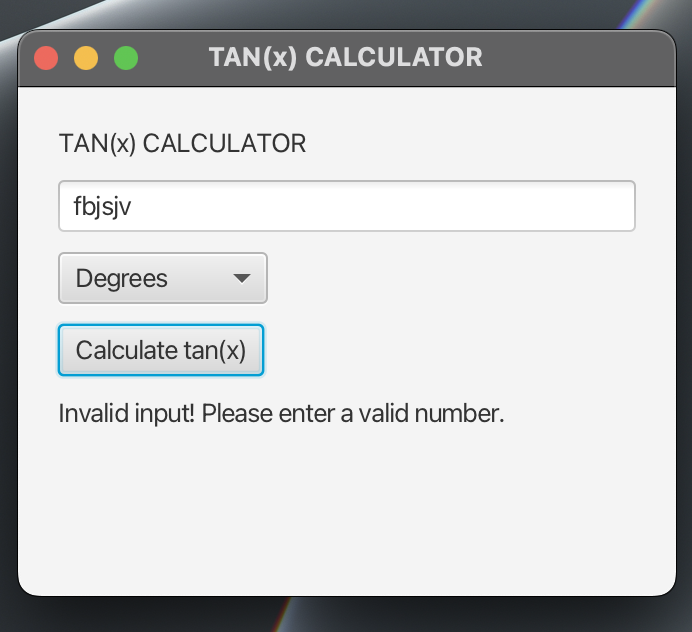 TAN(x) CALCULATOR
TAN(x) CALCULATOR
fbjsjv
Degrees
Calculate tan(x)
Invalid input! Please enter a valid number.